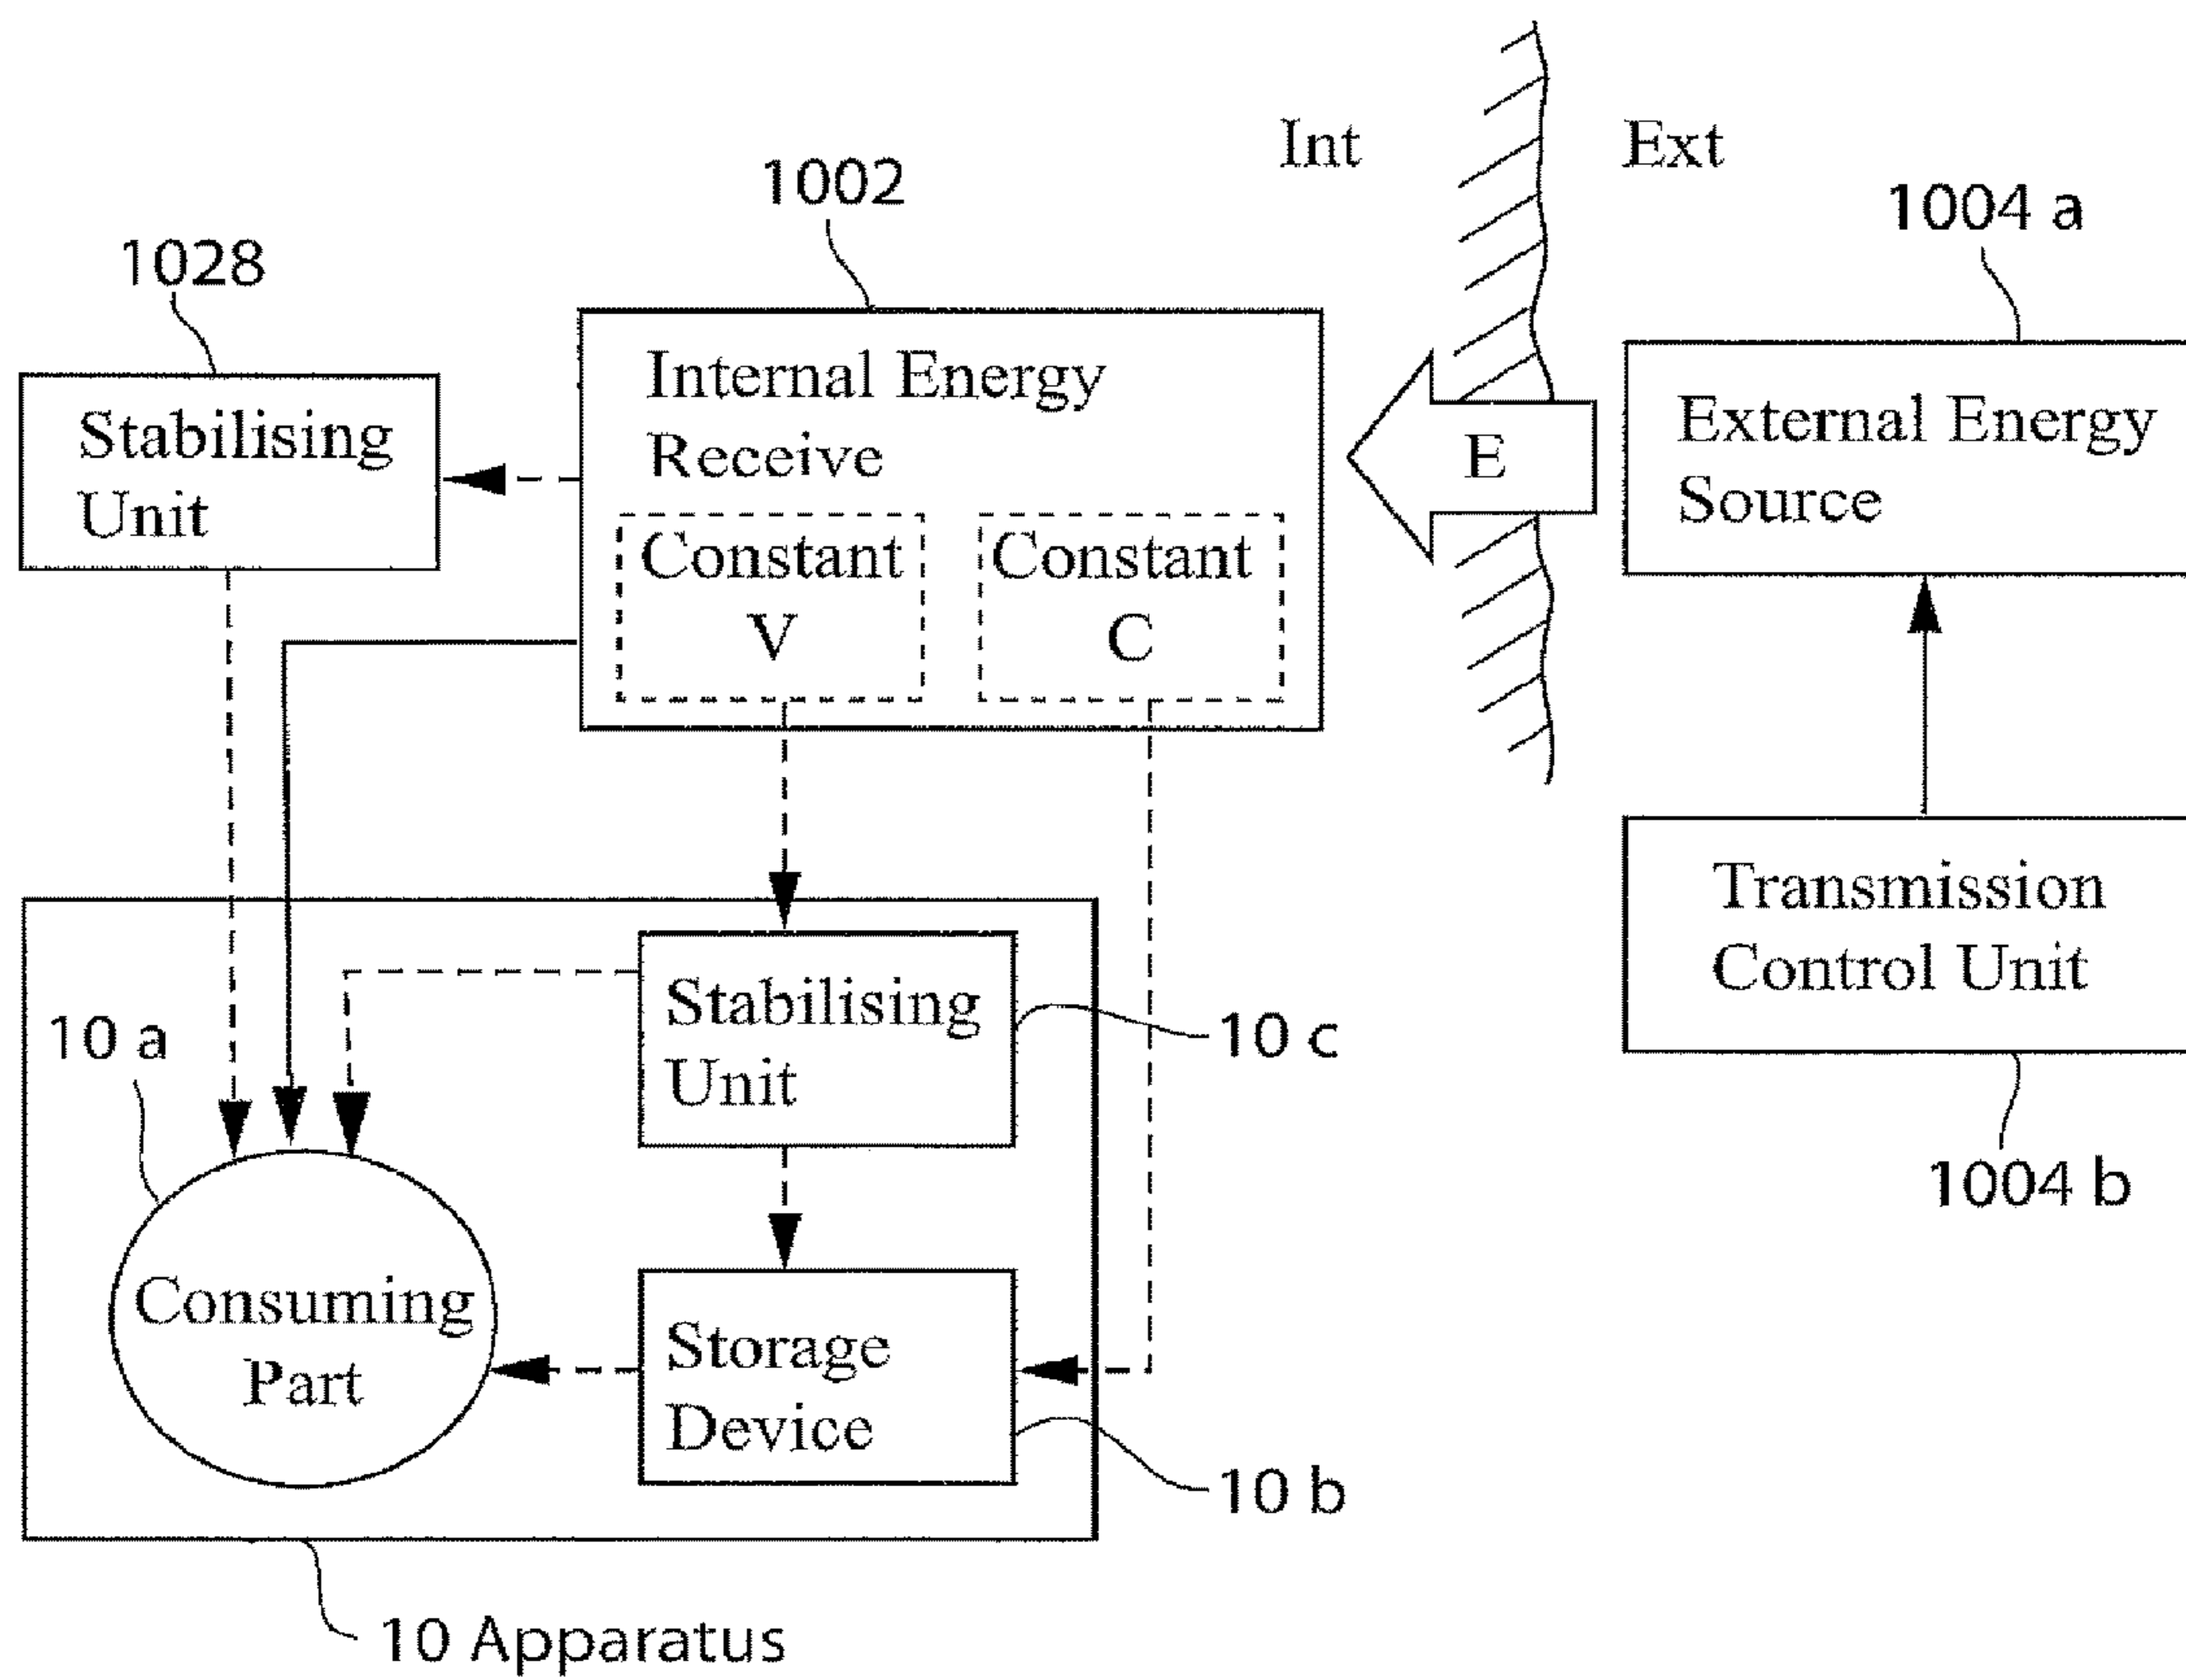 Int
Ext
1002
1004 a
1028
Internal Energy
Receive
Stabilising
Unit
E
External Energy
Source
Constant
V
Constant
C
Transmission
Control Unit
Stabilising
Unit
10 a
10 c
1004 b
Consuming
Part
Storage
Device
10 b
10 Apparatus